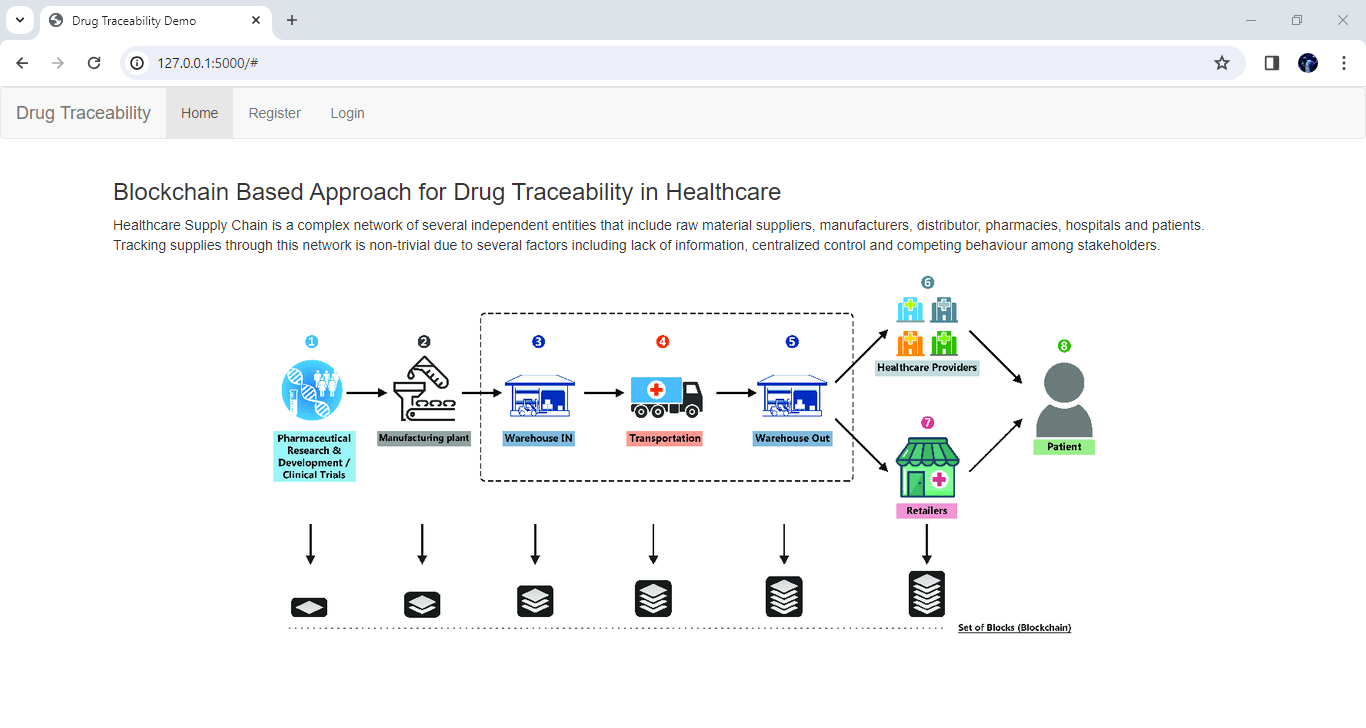 Drug Traceability Demo
127.0.0.1:5000/#
Drug Traceability
Home
Register
Login
Blockchain Based Approach for Drug Traceability in Healthcare
Healthcare Supply Chain is a complex network of several independent entities that include raw material suppliers, manufacturers, distributor, pharmacies, hospitals and patients.
Tracking supplies through this network is non-trivial due to several factors including lack of information, centralized control and competing behaviour among stakeholders.
1
Pharmaceutical
Research &
Development /
Clinical Trials
2
Manufacturing plant
3
Warehouse IN
4
Transportation
5
Warehouse Out
6
Healthcare Providers
7
Retailers
8
Patient
Set of Blocks (Blockchain)